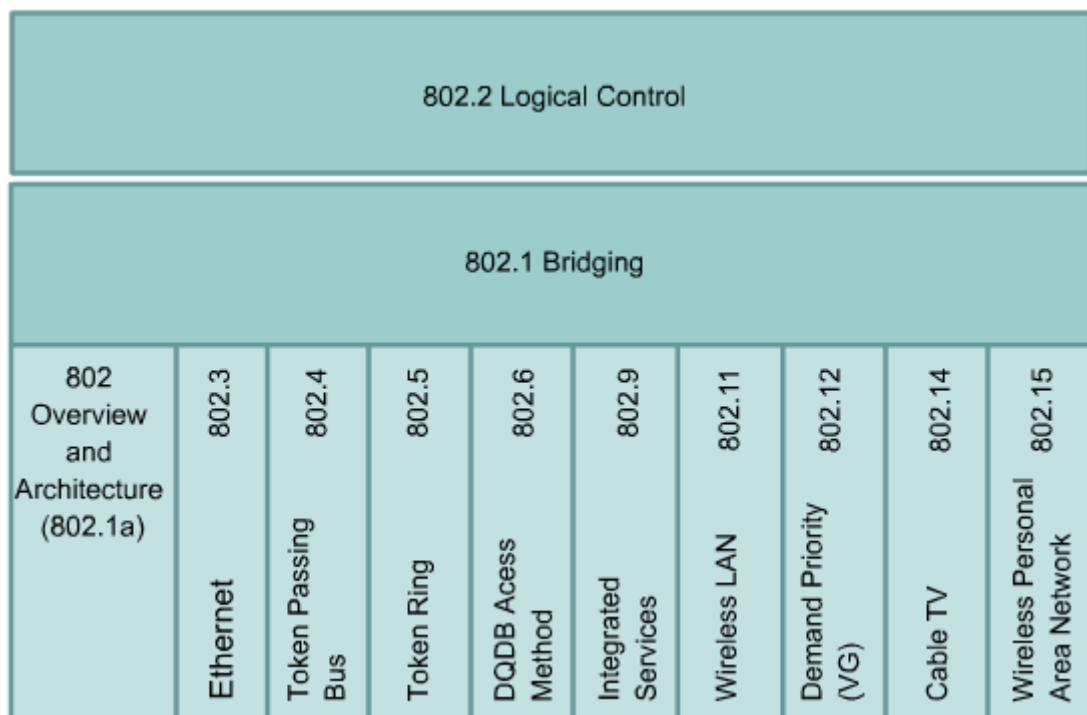 802.2 Logical Control
802.1 Bridging
802
Overview
and
Architecture
(802.1a)
802.3
Ethernet
802.4
Token Passing
Bus
802.5
Token Ring
802.6
DQDB Acess
Method
802.9
Integrated
Services
802.11
Wireless LAN
802.12
Demand Priority
(VG)
802.14
Cable TV
802.15
Wireless Personal
Area Network